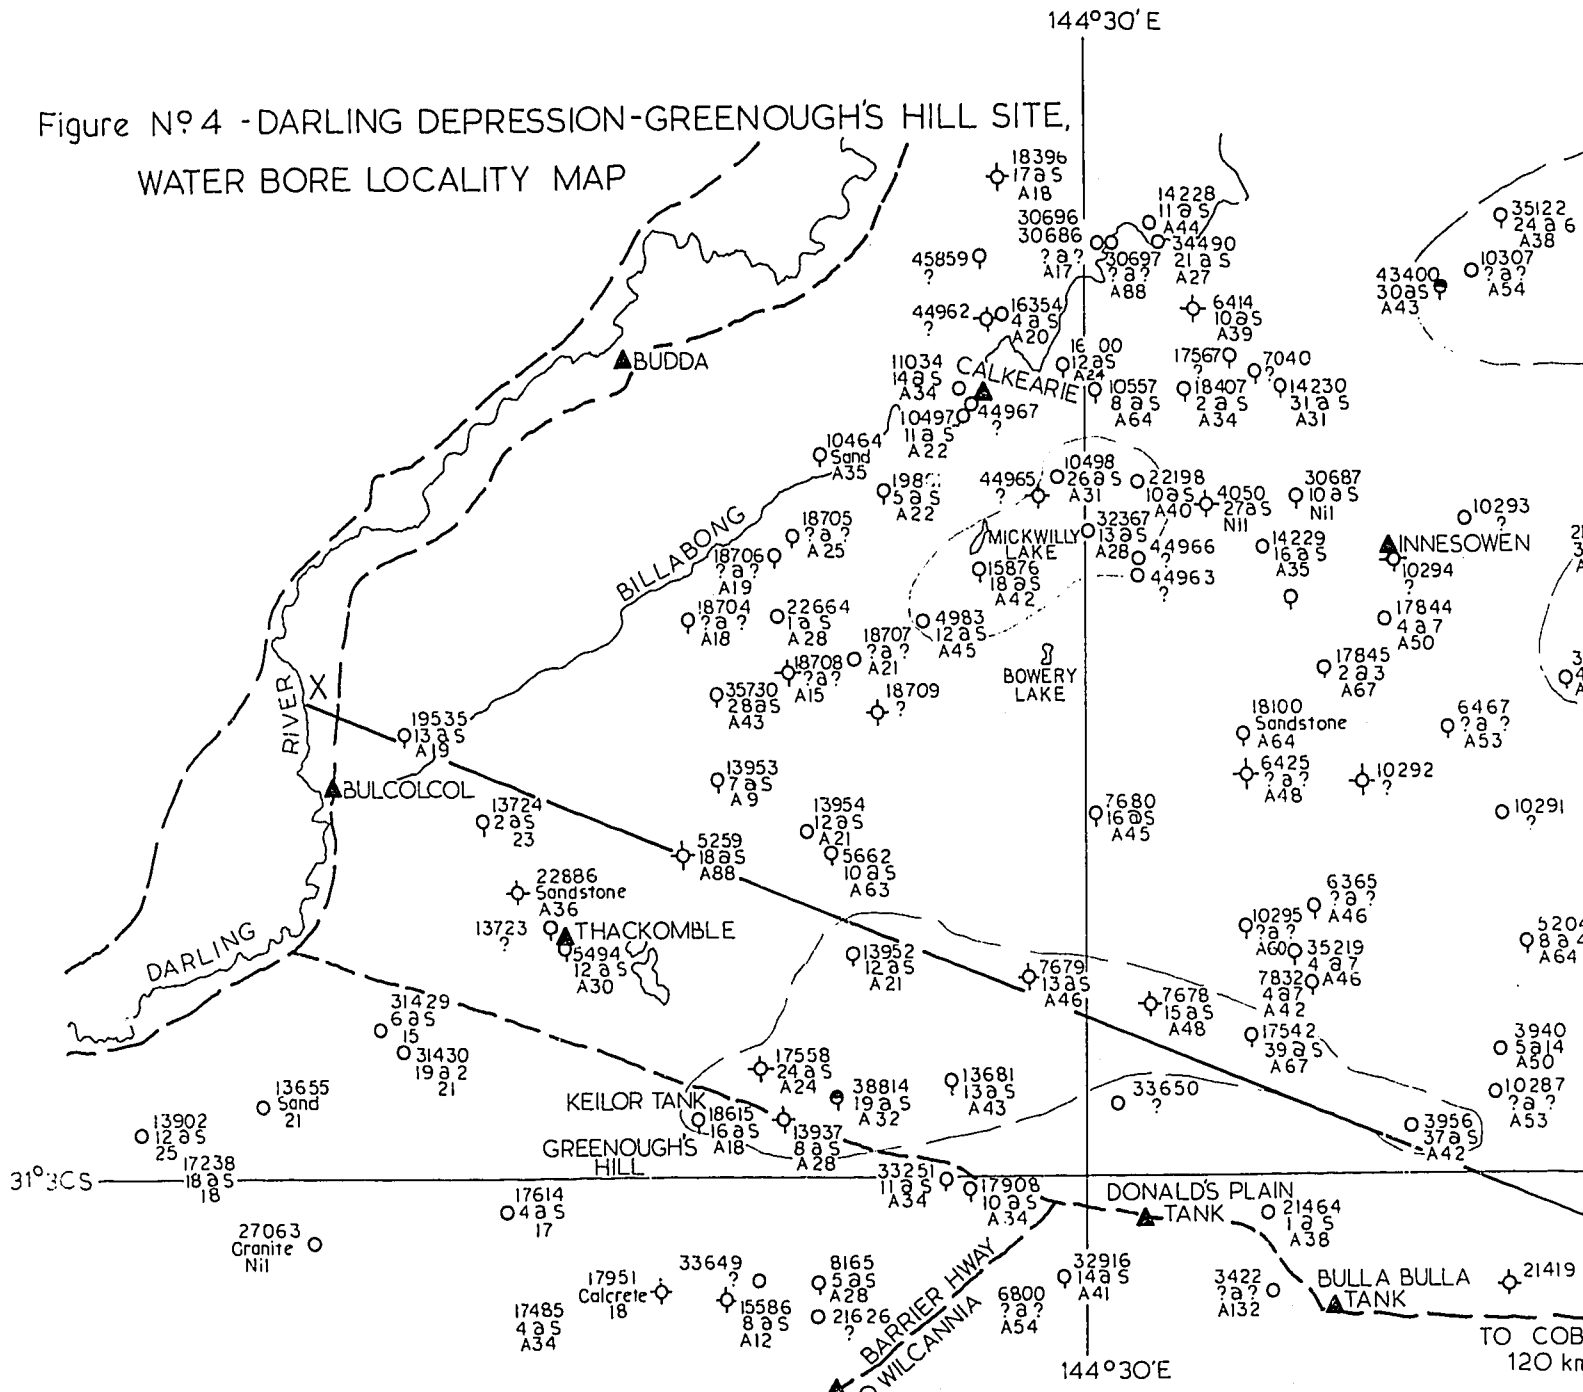 144°30' E
Figure Nº 4 - DARLING DEPRESSION-GREENOUGH'S HILL SITE,
WATER BORE LOCALITY MAP
18396
17 a S
A18
14228
11 a S
A44
30696
30686
? a ?
A17
30697
? a ?
A88
34490
21 a S
A27
45859
?
35122
24 a 6
A38
10307
? a ?
A54
43400
30 a S
A43
44962
?
16354
4 a S
A20
6414
10 a S
A39
BUDDA
11034
14 a S
A34
CALKEARIE
12 a S
A24
17567
?
7040
?
10557
8 a S
A64
18407
2 a S
A34
14230
31 a S
A31
10497
11 a S
A22
44967
?
10464
Sand
A35
5 a S
A22
44965
?
10498
26 a S
A31
22198
10 a S
A40
4050
27 a S
Nil
30687
10 a S
Nil
10293
?
BILLABONG
18705
? a ?
A25
18706
? a ?
A19
MICKWILLY
LAKE
32367
13 a S
A28
44966
?
44963
?
14229
16 a S
A35
INNESOWEN
10294
?
15876
18 a S
A42
18704
? a ?
A18
22664
1 a S
A28
4983
12 a S
A45
17844
4 a 7
A50
18707
? a ?
A21
18708
? a ?
A15
BOWERY
LAKE
17845
2 a 3
A67
35730
28 a S
A43
18709
?
X
RIVER
19535
13 a S
A19
18100
Sandstone
A64
6467
? a ?
A53
BULCOLCOL
13953
7 a S
A9
6425
? a ?
A48
10292
?
13724
2 a S
23
13954
12 a S
A21
7680
16 a S
A45
10291
?
5259
18 a S
A88
5662
10 a S
A63
22886
Sandstone
A36
6365
? a ?
A46
13723
?
THACKOMBLE
5494
12 a S
A30
10295
? a ?
A60
35219
4 a 7
A46
5204
8 a 4
A64
DARLING
13952
12 a S
A21
7679
13 a S
A46
7832
4 a 7
A42
7678
15 a S
A48
31429
6 a S
15
31430
19 a 2
21
17542
39 a S
A67
3940
5 a 14
A50
17558
24 a S
A24
13655
Sand
21
KEILOR TANK
38814
19 a S
A32
13681
13 a S
A43
33650
?
10287
? a ?
A53
13902
12 a S
25
18615
16 a S
A18
13937
8 a S
A28
3956
37 a S
A42
GREENOUGH'S
HILL
31°3CS
17238
18 a S
18
33251
11 a S
A34
17908
10 a S
A34
DONALD'S PLAIN
TANK
17614
4 a S
17
21464
1 a S
A38
27063
Granite
Nil
17951
Calcrete
18
33649
?
8165
5 a S
A28
BARRIER HWAY
WILCANNIA
32916
14 a S
A41
3422
? a ?
A132
BULLA BULLA
TANK
21419
17485
4 a S
A34
15586
8 a S
A12
21626
?
6800
? a ?
A54
TO COB
120 km
144°30'E